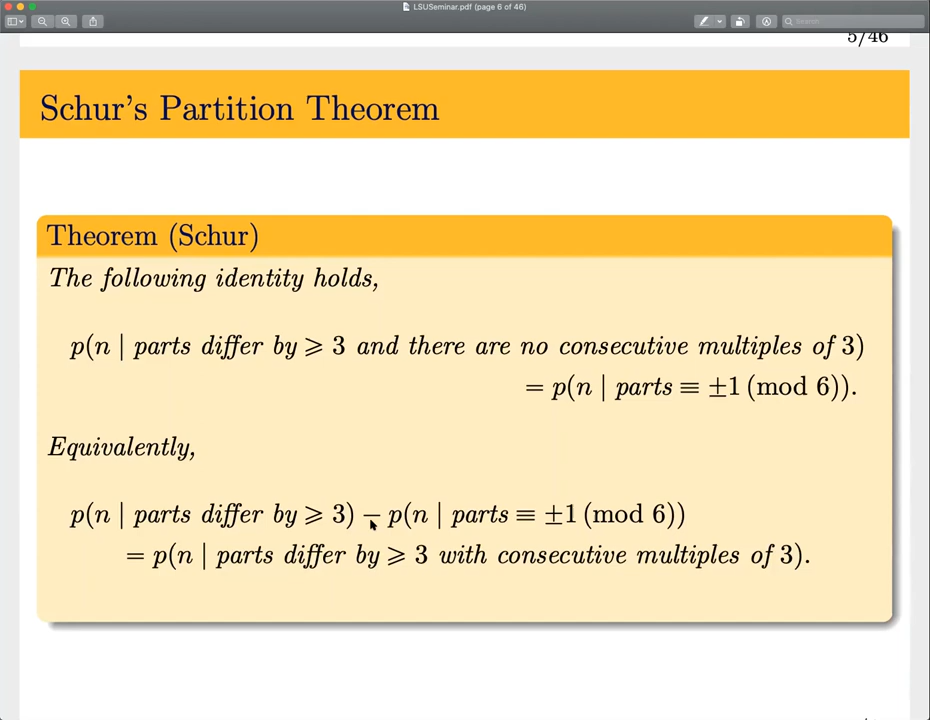 LSUSeminar.pdf (page 6 of 46)
Search
5/46
Schur's Partition Theorem
Theorem (Schur)
The following identity holds,
p(n | parts differ by ⩾ 3 and there are no consecutive multiples of 3)
= p(n | parts ≡ ±1 (mod 6)).
Equivalently,
p(n | parts differ by ⩾ 3) − p(n | parts ≡ ±1 (mod 6))
= p(n | parts differ by ⩾ 3 with consecutive multiples of 3).